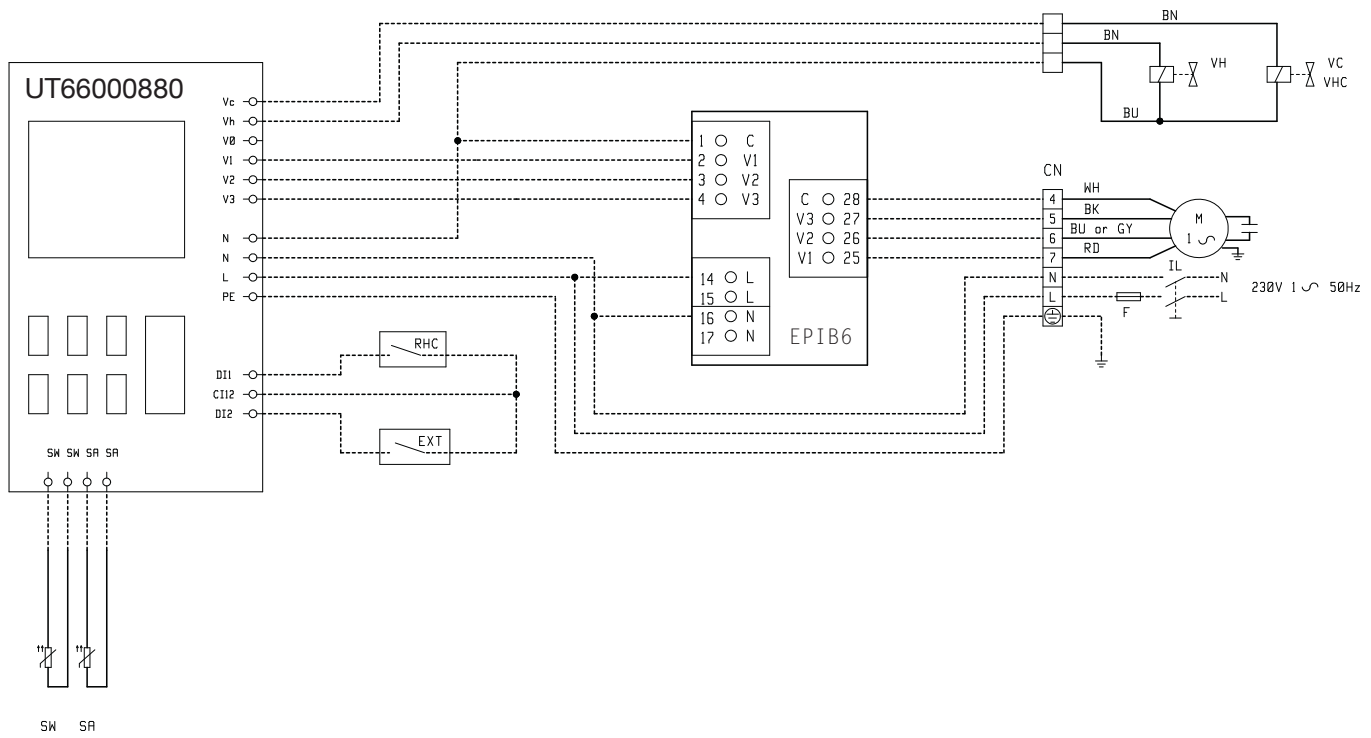 BN
BN
VH
VC
VHC
BU
UT66000880
Vc
Vh
V0
V1
V2
V3
N
N
L
PE
DI1
CI12
DI2
SW SW SA SA
1 C
2 V1
3 V2
4 V3
C 28
V3 27
V2 26
V1 25
14 L
15 L
16 N
17 N
EPIB6
RHC
EXT
CN
4 WH
5 BK
6 BU or GY
7 RD
N
L
M
1
IL
F
N
L
230V 1 50Hz
SW SA